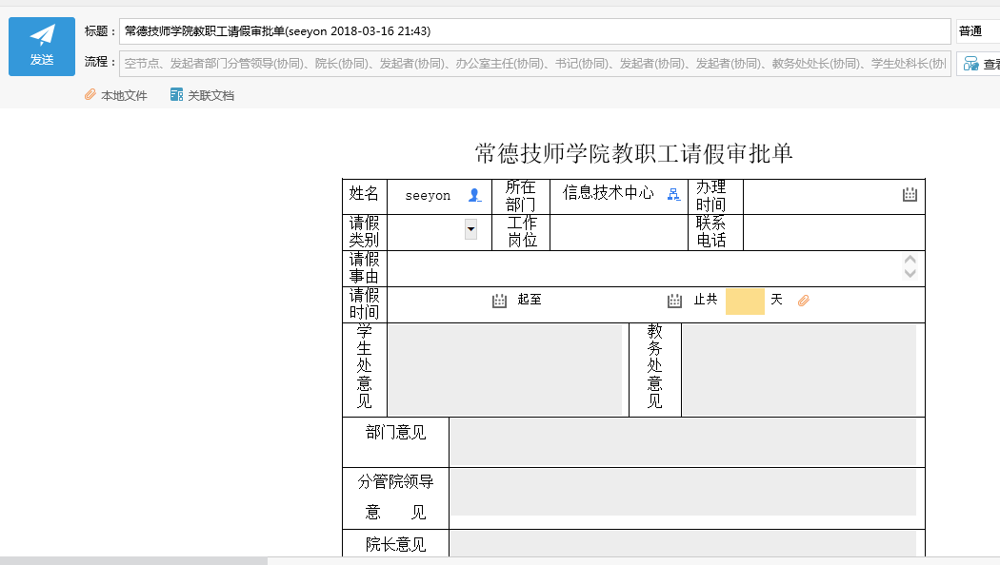 标题： 常德技师学院教职工请假审批单(seeyon 2018-03-16 21:43) 普通
发送
流程： 空节点、发起者部门分管领导(协同)、院长(协同)、发起者(协同)、办公室主任(协同)、书记(协同)、发起者(协同)、发起者(协同)、教务处处长(协同)、学生处科长(协 查看
本地文件 关联文档
常德技师学院教职工请假审批单
姓名 seeyon 所在部门 信息技术中心 办理时间
请假类别 工作岗位 联系电话
请假事由
请假时间 起至 止共 天
学生处意见 教务处意见
部门意见
分管院领导
意 见
院长意见